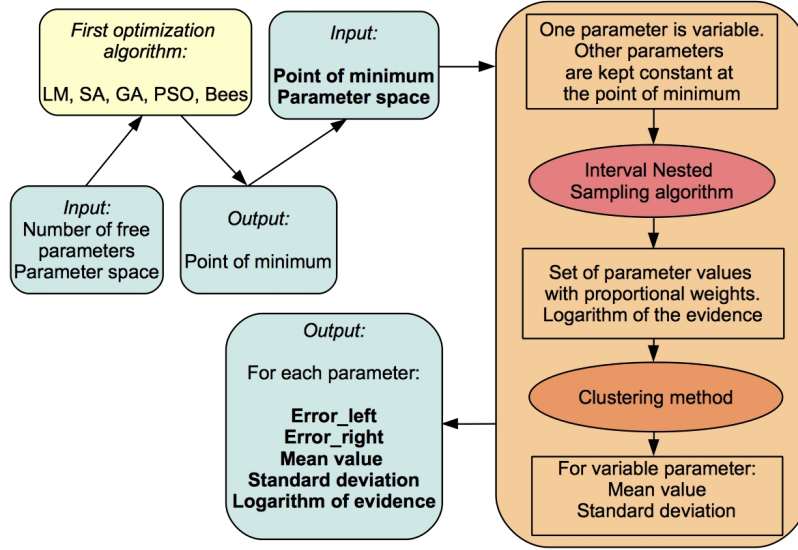 First optimization
algorithm:
LM, SA, GA, PSO, Bees
Input:
Number of free
parameters
Parameter space
Output:
Point of minimum
Input:
Point of minimum
Parameter space
One parameter is variable.
Other parameters
are kept constant at
the point of minimum
Interval Nested
Sampling algorithm
Set of parameter values
with proportional weights.
Logarithm of the evidence
Clustering method
For variable parameter:
Mean value
Standard deviation
Output:
For each parameter:
Error_left
Error_right
Mean value
Standard deviation
Logarithm of evidence